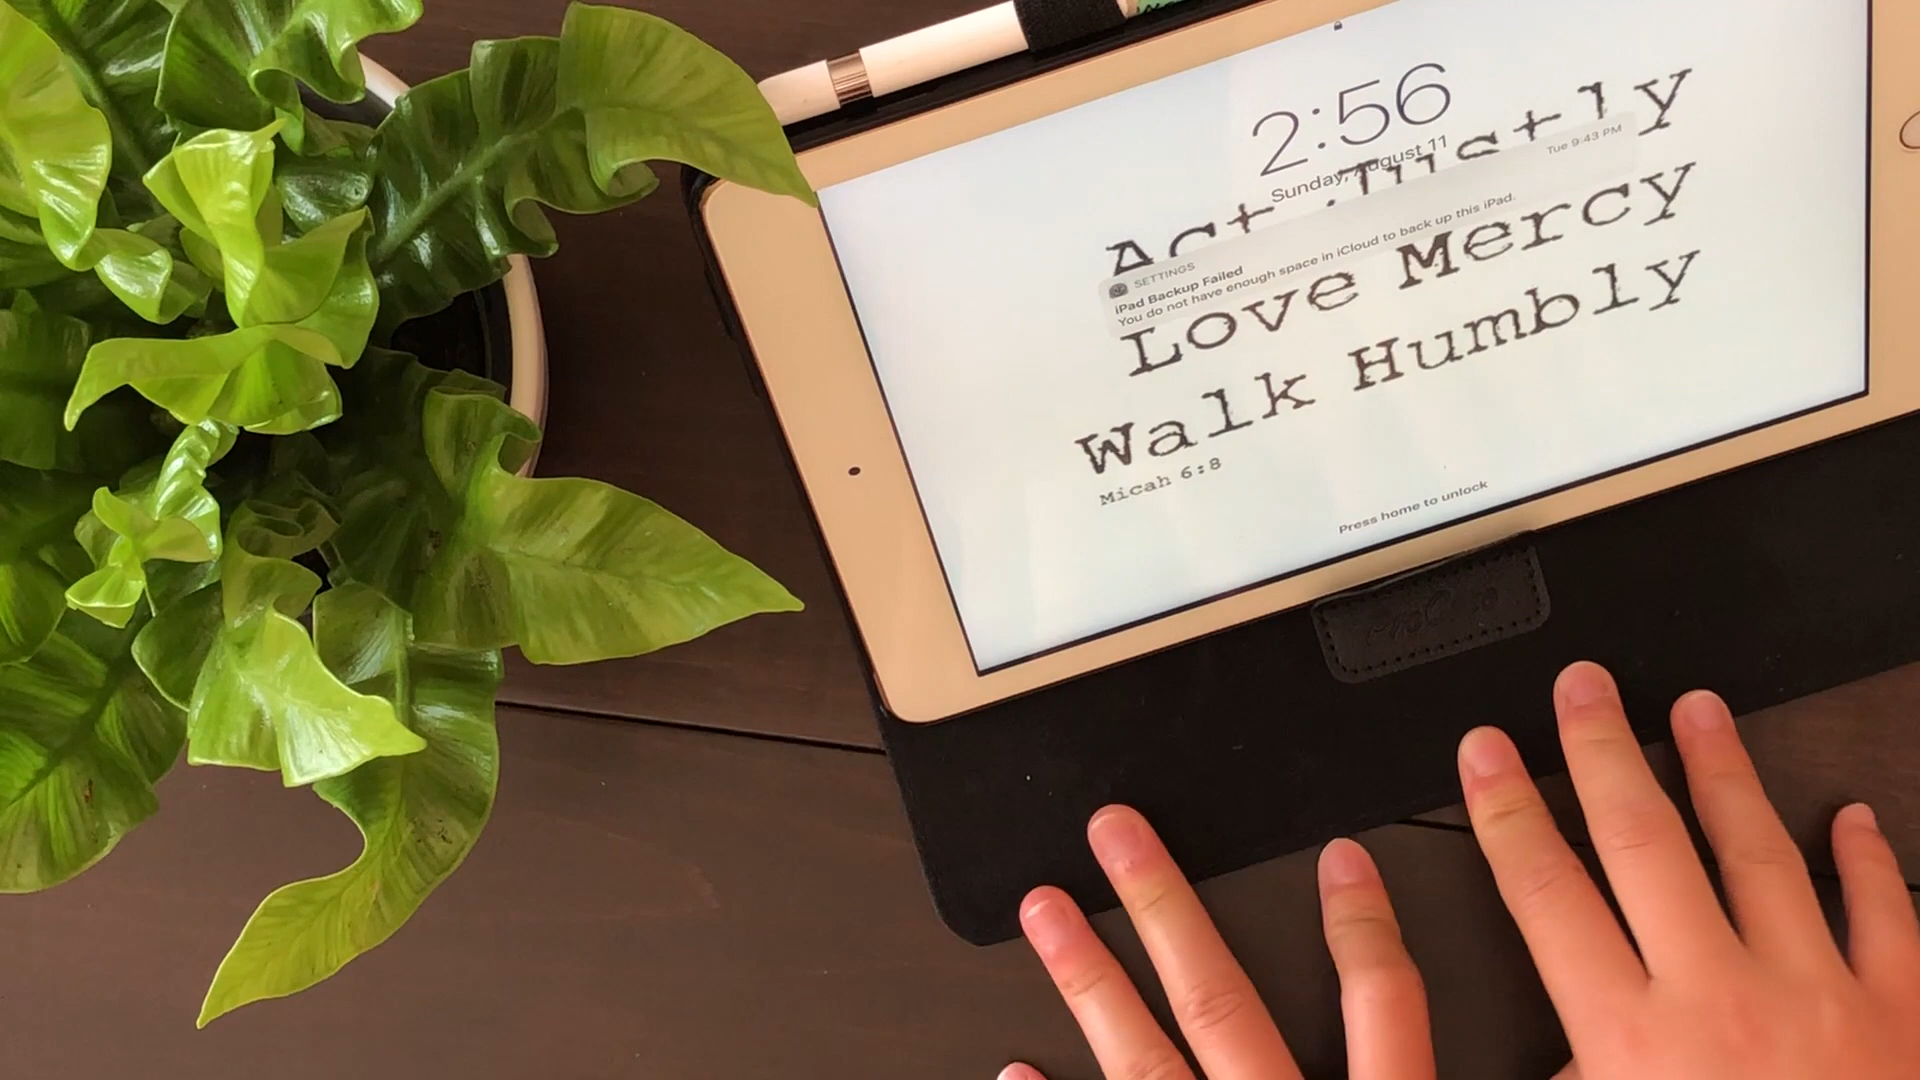 2:56
Sunday, August 11
Act Justly
SETTINGS
Tue 9:43 PM
iPad Backup Failed
You do not have enough space in iCloud to back up this iPad.
Love Mercy
Walk Humbly
Micah 6:8
Press home to unlock